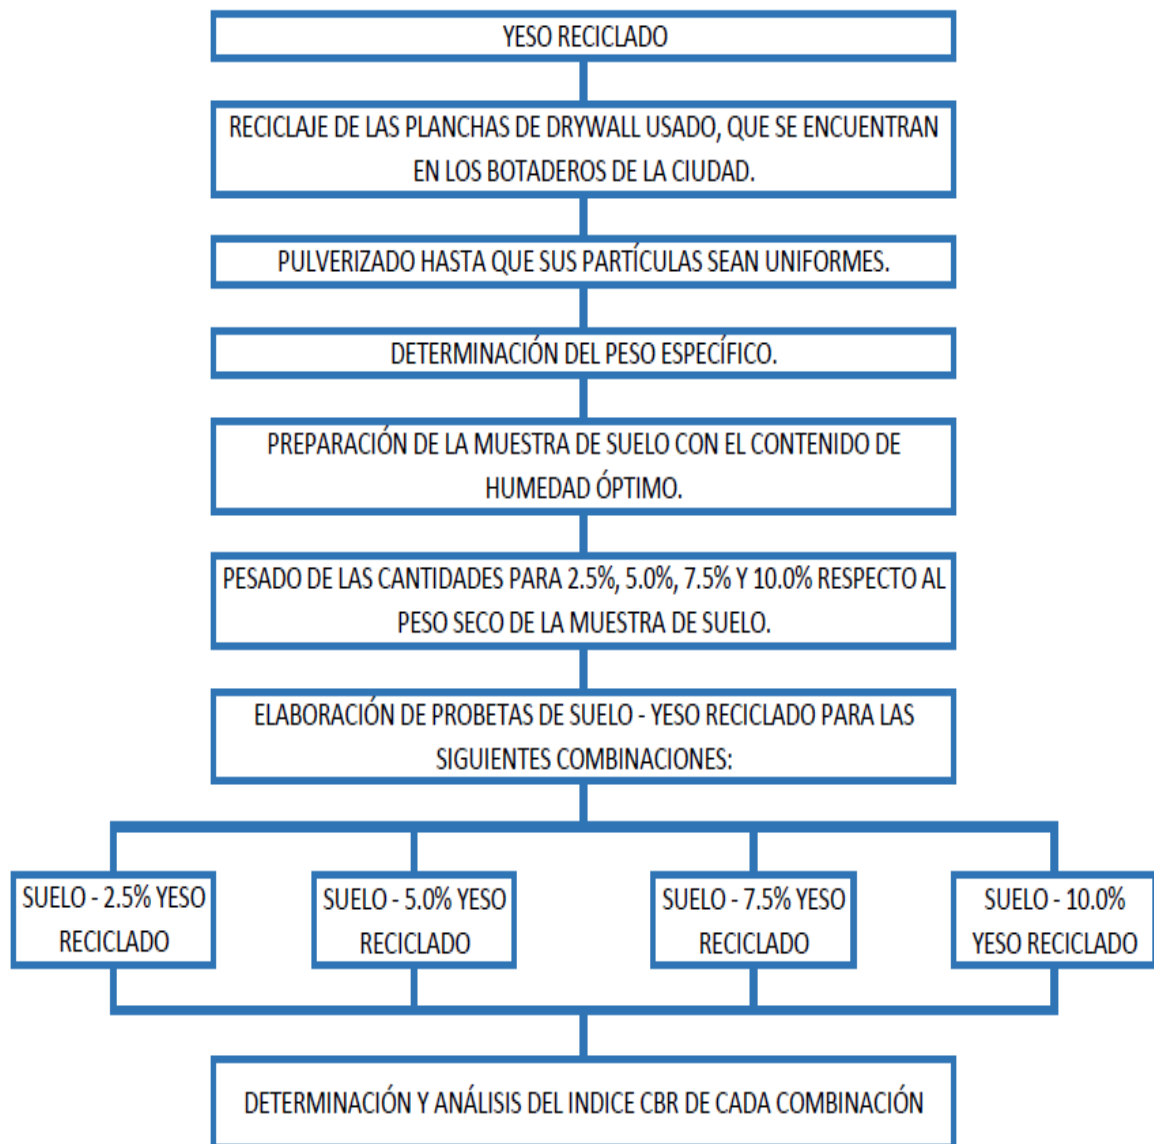 YESO RECICLADO
RECICLAJE DE LAS PLANCHAS DE DRYWALL USADO, QUE SE ENCUENTRAN
EN LOS BOTADEROS DE LA CIUDAD.
PULVERIZADO HASTA QUE SUS PARTÍCULAS SEAN UNIFORMES.
DETERMINACIÓN DEL PESO ESPECÍFICO.
PREPARACIÓN DE LA MUESTRA DE SUELO CON EL CONTENIDO DE
HUMEDAD ÓPTIMO.
PESADO DE LAS CANTIDADES PARA 2.5%, 5.0%, 7.5% Y 10.0% RESPECTO AL
PESO SECO DE LA MUESTRA DE SUELO.
ELABORACIÓN DE PROBETAS DE SUELO - YESO RECICLADO PARA LAS
SIGUIENTES COMBINACIONES:
SUELO - 2.5% YESO
RECICLADO
SUELO - 5.0% YESO
RECICLADO
SUELO - 7.5% YESO
RECICLADO
SUELO - 10.0%
YESO RECICLADO
DETERMINACIÓN Y ANÁLISIS DEL INDICE CBR DE CADA COMBINACIÓN